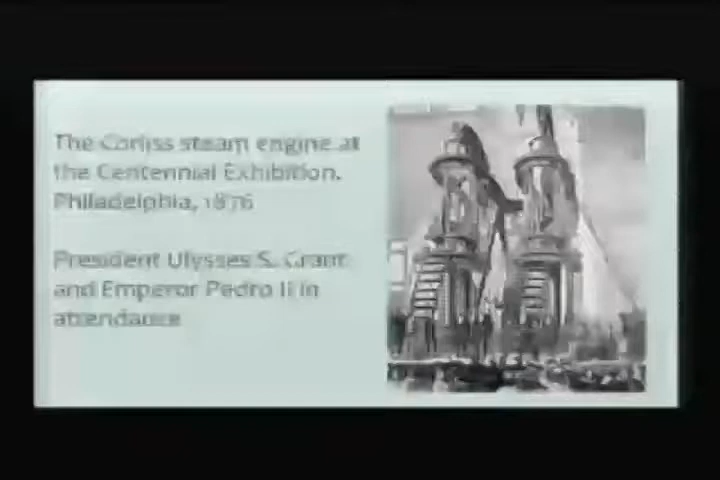 The Corliss steam engine at
the Centennial Exhibition.
Philadelphia, 1876
President Ulysses S. Grant
and Emperor Pedro II in
attendance